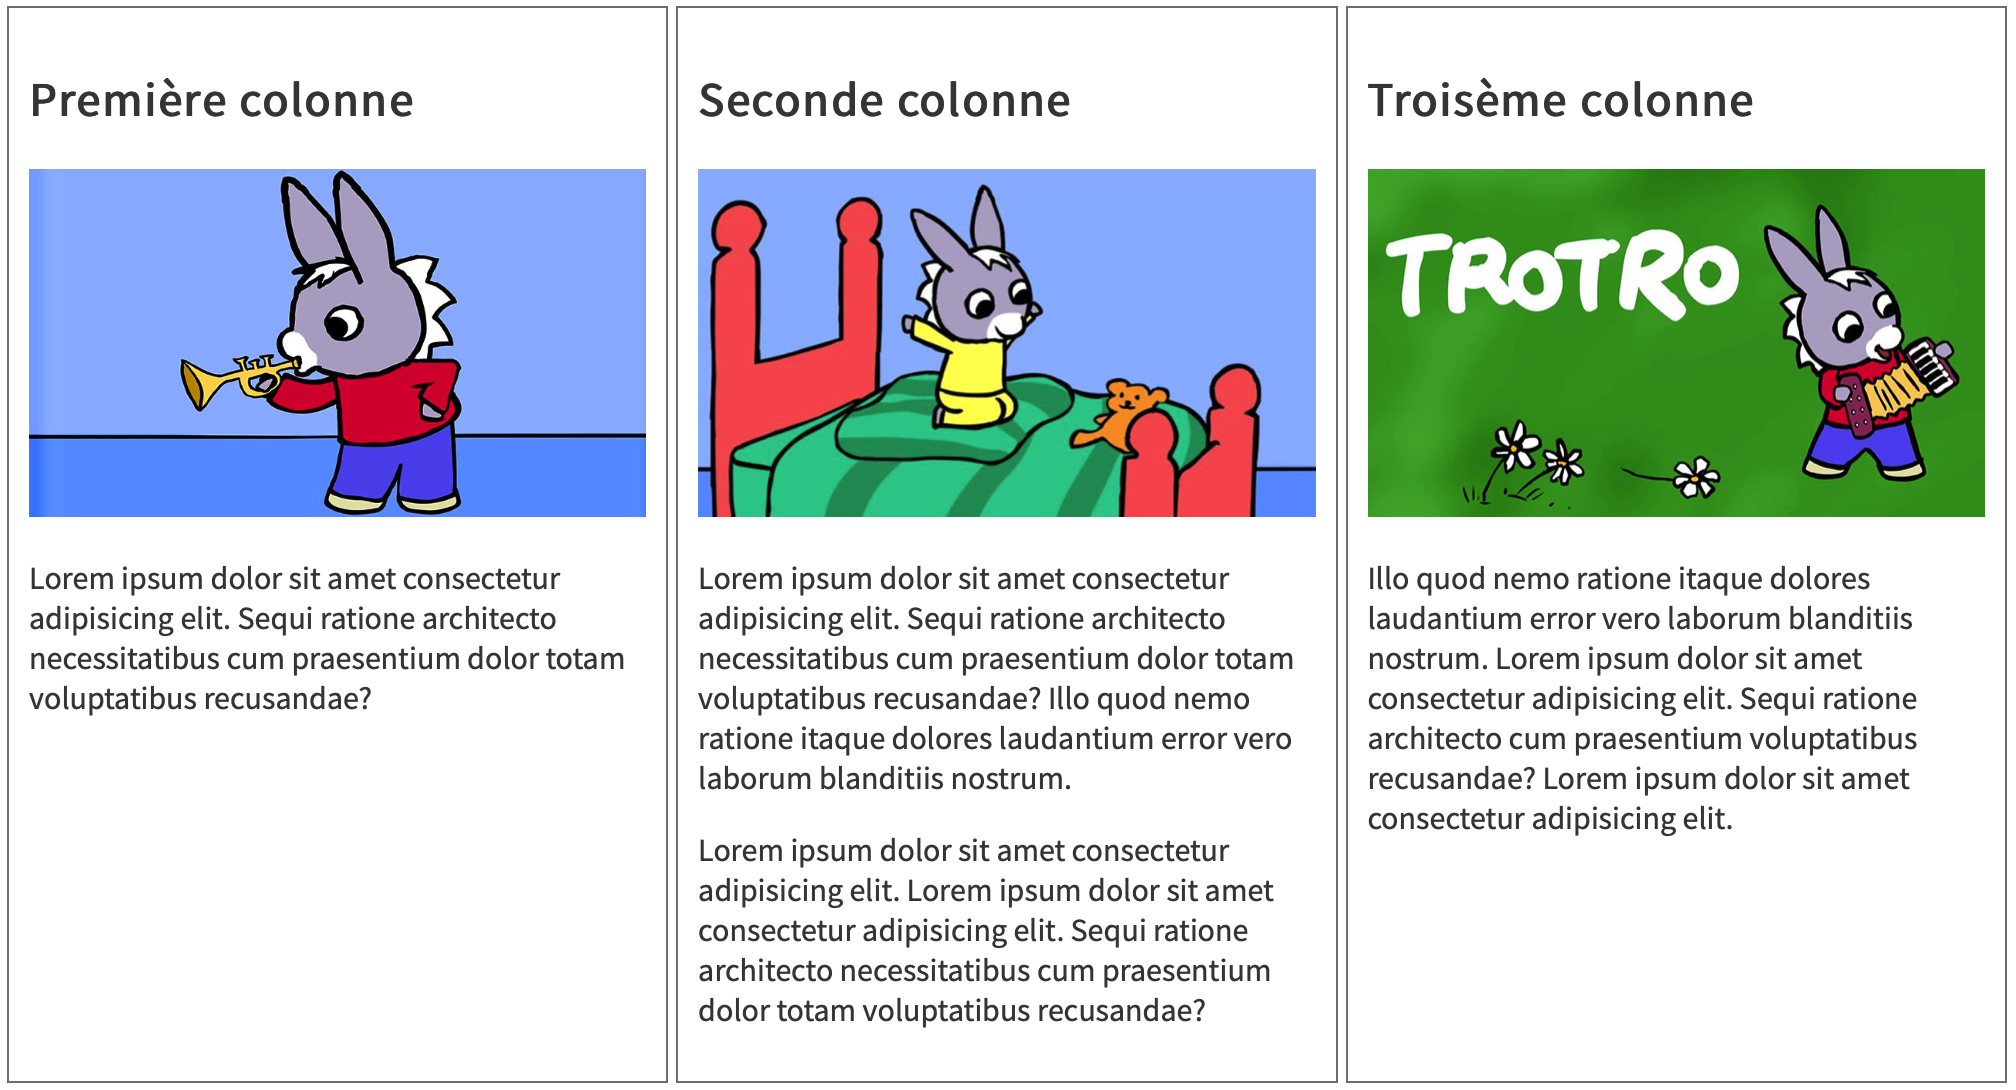 Première colonne
Lorem ipsum dolor sit amet consectetur
adipisicing elit. Sequi ratione architecto
necessitatibus cum praesentium dolor totam
voluptatibus recusandae?
Seconde colonne
Lorem ipsum dolor sit amet consectetur
adipisicing elit. Sequi ratione architecto
necessitatibus cum praesentium dolor totam
voluptatibus recusandae? Illo quod nemo
ratione itaque dolores laudantium error vero
laborum blanditiis nostrum.
Lorem ipsum dolor sit amet consectetur
adipisicing elit. Lorem ipsum dolor sit amet
consectetur adipisicing elit. Sequi ratione
architecto necessitatibus cum praesentium
dolor totam voluptatibus recusandae?
Troisème colonne
TROTRO
Illo quod nemo ratione itaque dolores
laudantium error vero laborum blanditiis
nostrum. Lorem ipsum dolor sit amet
consectetur adipisicing elit. Sequi ratione
architecto cum praesentium voluptatibus
recusandae? Lorem ipsum dolor sit amet
consectetur adipisicing elit.